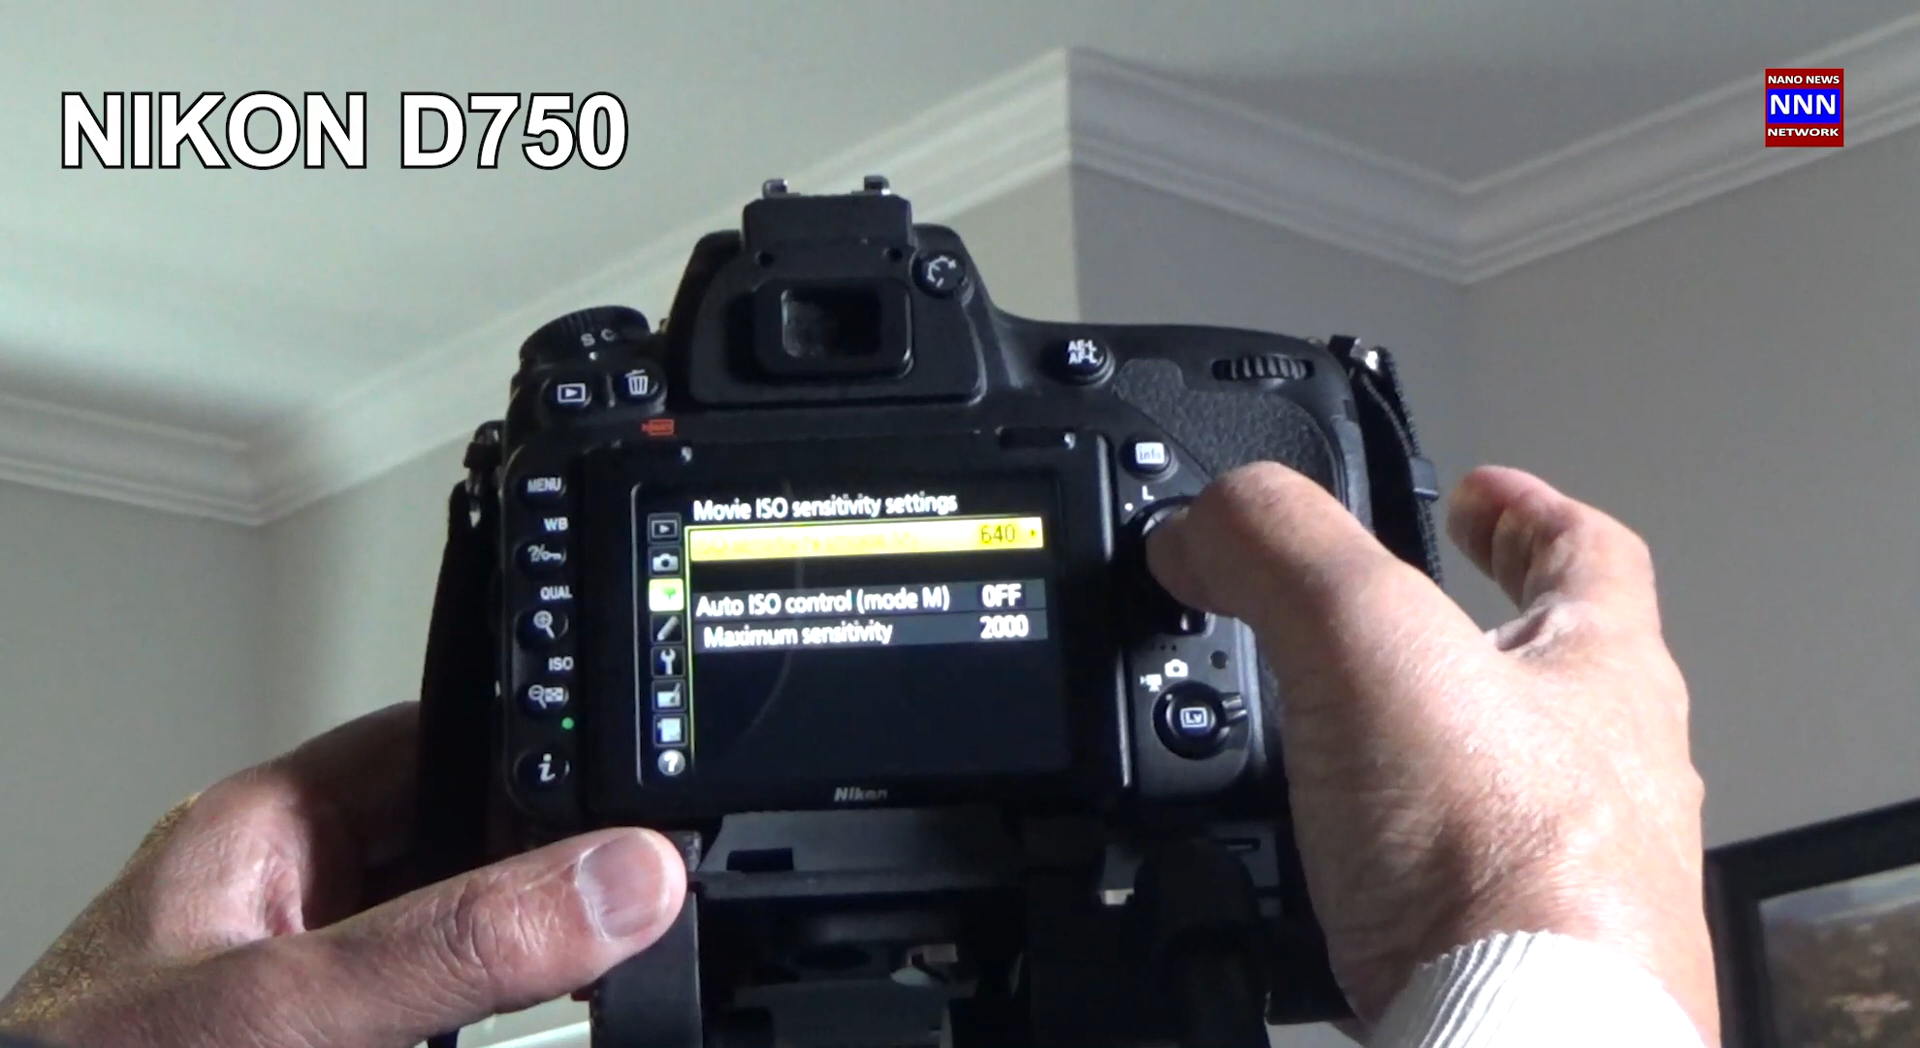 NIKON D750
NANO NEWS
NNN
NETWORK
S C
AE-L
AF-L
info
L
MENU
WB
QUAL
ISO
i
Movie ISO sensitivity settings
640
Auto ISO control (mode M) OFF
Maximum sensitivity 2000
?
Lv
Nikon